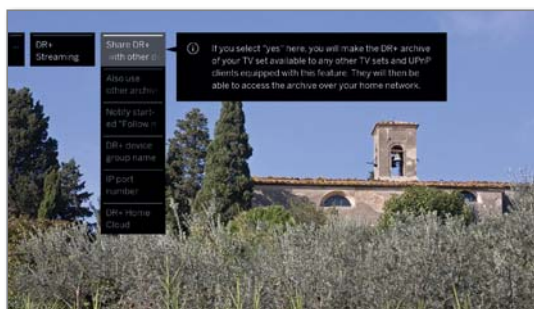 DR+
Streaming
Share DR+
with other d
If you select "yes" here, you will make the DR+ archive
of your TV set available to any other TV sets and UPnP
clients equipped with this feature. They will then be
able to access the archive over your home network.
Also use
other archiv
Notify start-
ed "Follow
DR+ device
group name
IP port
number
DR+ Home
Cloud